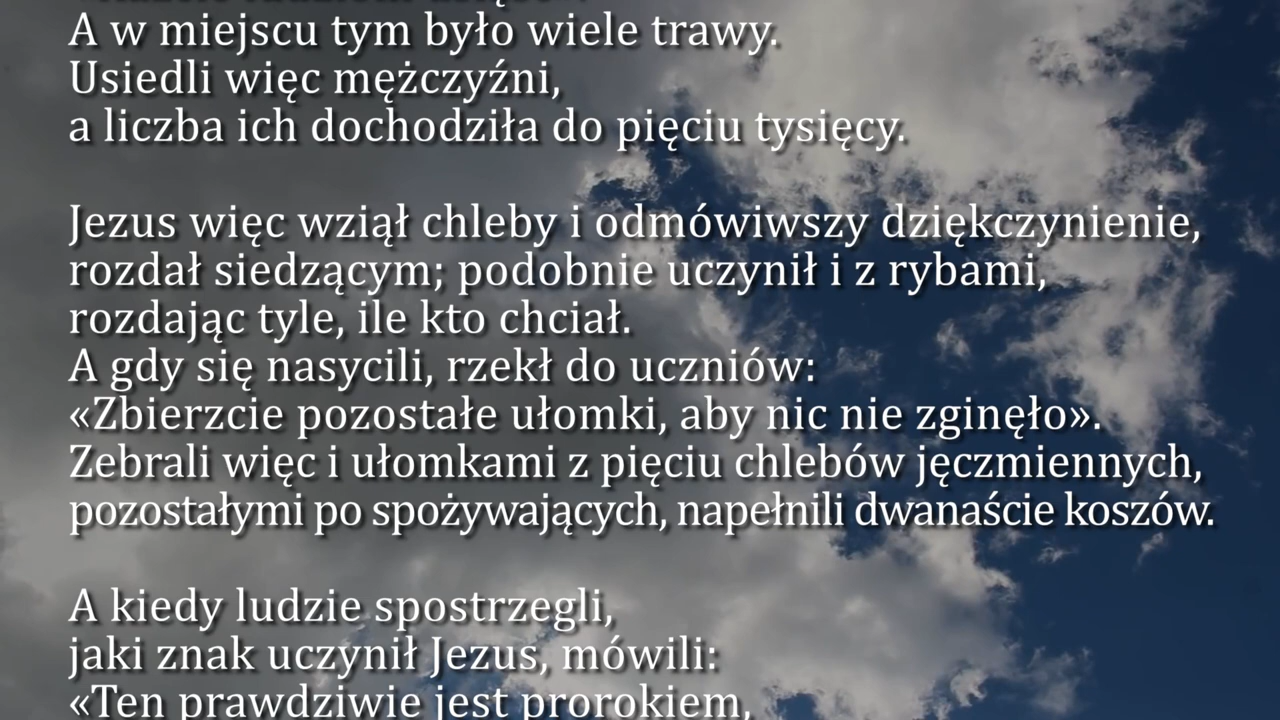 A w miejscu tym było wiele trawy.
Usiedli więc mężczyźni,
a liczba ich dochodziła do pięciu tysięcy.
Jezus więc wziął chleby i odmówiwszy dziękczynienie,
rozdał siedzącym; podobnie uczynił i z rybami,
rozdając tyle, ile kto chciał.
A gdy się nasycili, rzekł do uczniów:
«Zbierzcie pozostałe ułomki, aby nic nie zginęło».
Zebrali więc i ułomkami z pięciu chlebów jęczmiennych,
pozostałymi po spożywających, napełnili dwanaście koszów.
A kiedy ludzie spostrzegli,
jaki znak uczynił Jezus, mówili:
«Ten prawdziwie jest prorokiem,